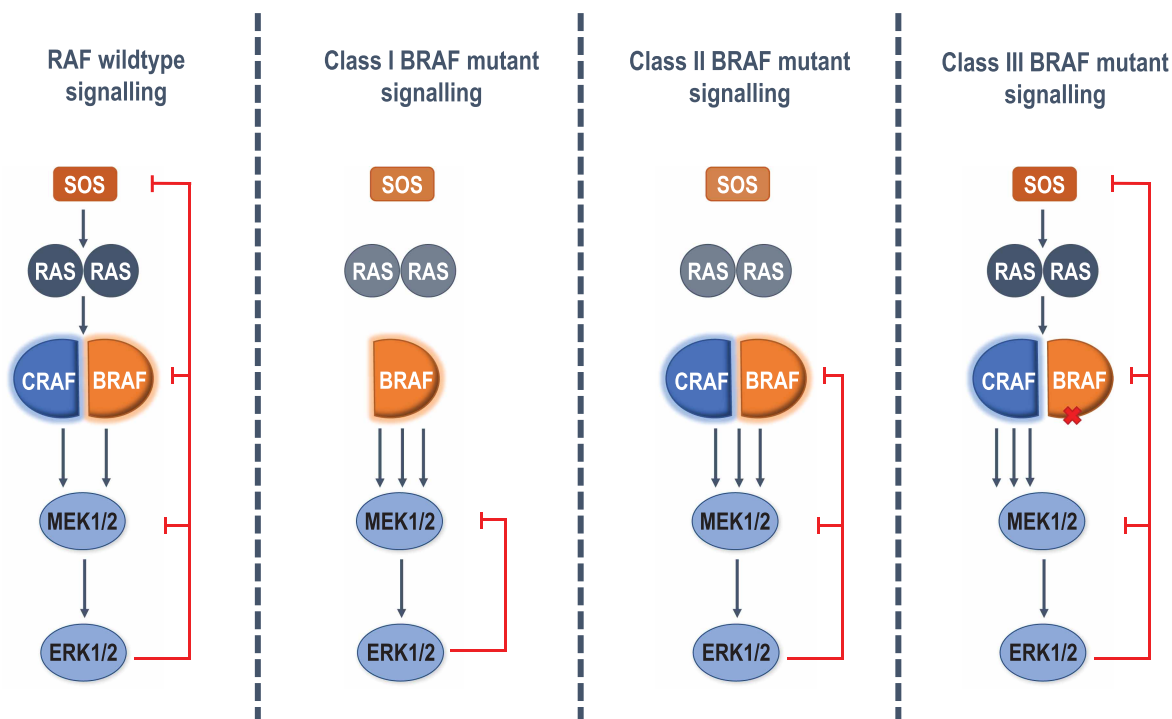 RAF wildtype
signalling
SOS
RAS RAS
CRAF BRAF
MEK1/2
ERK1/2
Class I BRAF mutant
signalling
SOS
RAS RAS
BRAF
MEK1/2
ERK1/2
Class II BRAF mutant
signalling
SOS
RAS RAS
CRAF BRAF
MEK1/2
ERK1/2
Class III BRAF mutant
signalling
SOS
RAS RAS
CRAF BRAF
MEK1/2
ERK1/2